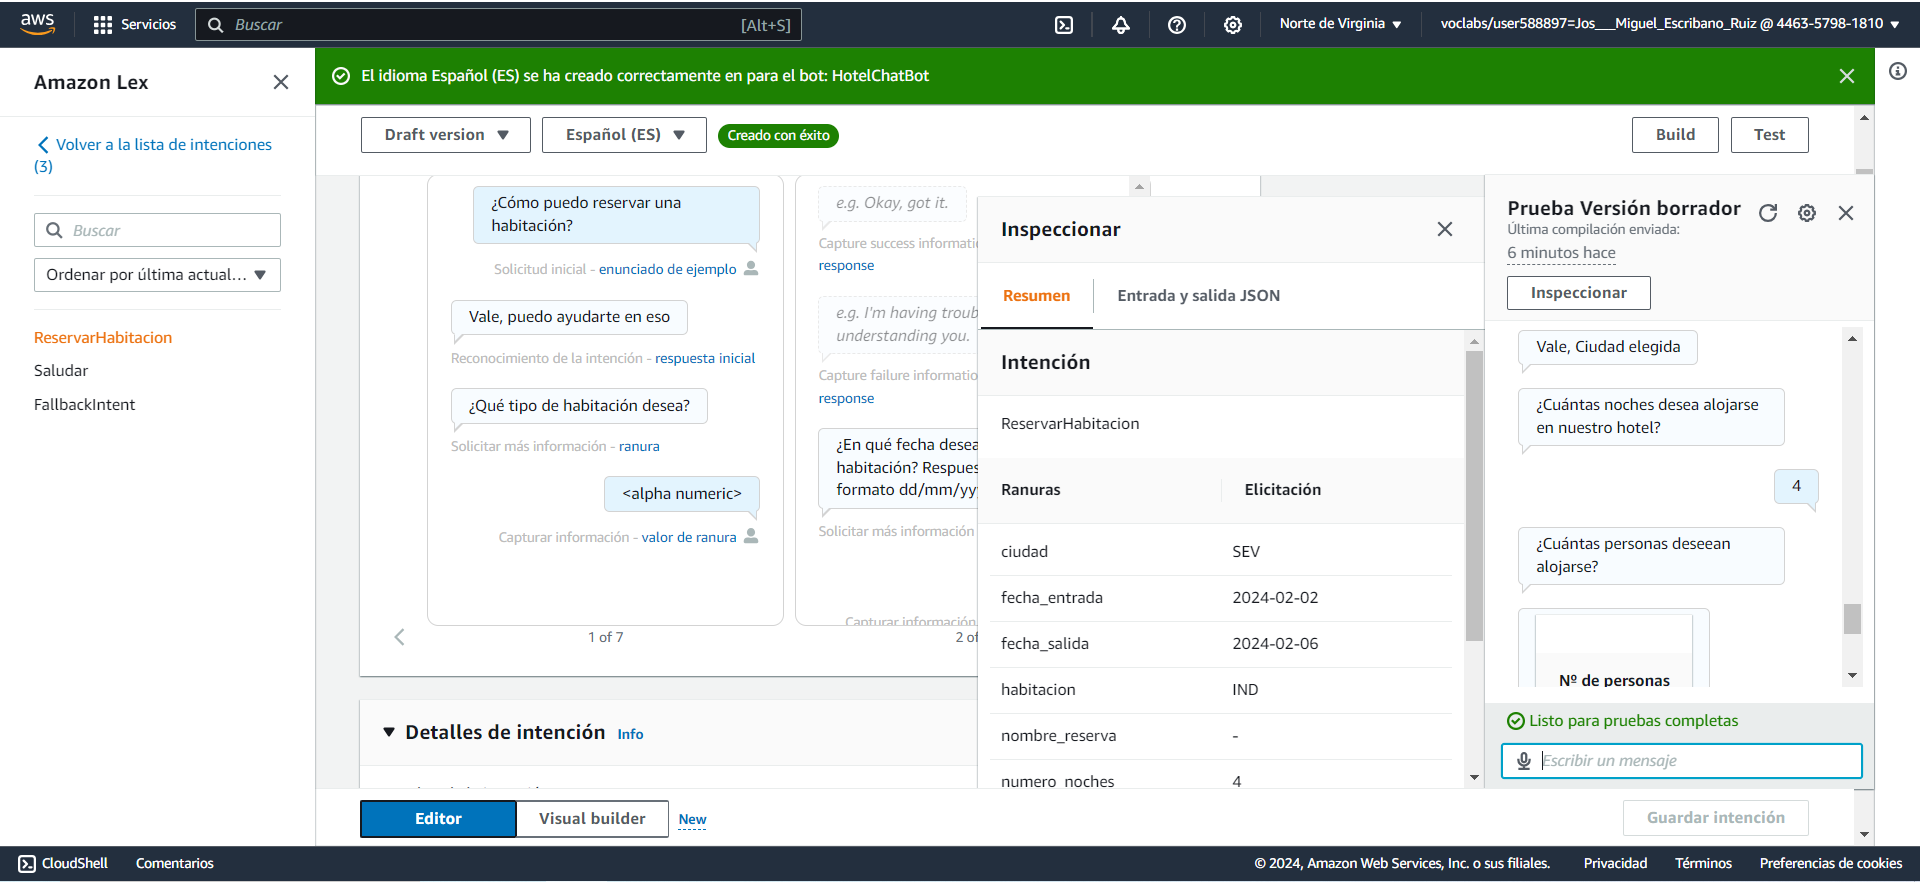 aws
Servicios
Buscar
[Alt+S]
Norte de Virginia
voclabs/user588897=Jos___Miguel_Escribano_Ruiz @ 4463-5798-1810
Amazon Lex
Volver a la lista de intenciones
(3)
Buscar
Ordenar por última actual...
ReservarHabitacion
Saludar
FallbackIntent
El idioma Español (ES) se ha creado correctamente en para el bot: HotelChatBot
Draft version
Español (ES)
Creado con éxito
Build
Test
¿Cómo puedo reservar una
habitación?
Solicitud inicial - enunciado de ejemplo
Vale, puedo ayudarte en eso
Reconocimiento de la intención - respuesta inicial
¿Qué tipo de habitación desea?
Solicitar más información - ranura
<alpha numeric>
Capturar información - valor de ranura
1 of 7
e.g. Okay, got it.
Capture success informati
response
e.g. I'm having troub
understanding you.
Capture failure informatio
response
¿En qué fecha desea
habitación? Respues
formato dd/mm/yy
Solicitar más información
Capturar información
2 of
Detalles de intención
Info
Editor
Visual builder
New
Inspeccionar
Resumen
Entrada y salida JSON
Intención
ReservarHabitacion
Ranuras
Elicitación
ciudad
SEV
fecha_entrada
2024-02-02
fecha_salida
2024-02-06
habitacion
IND
nombre_reserva
-
numero_noches
4
Prueba Versión borrador
Última compilación enviada:
6 minutos hace
Inspeccionar
Vale, Ciudad elegida
¿Cuántas noches desea alojarse
en nuestro hotel?
4
¿Cuántas personas deseean
alojarse?
Nº de personas
Listo para pruebas completas
Escribir un mensaje
Guardar intención
CloudShell
Comentarios
© 2024, Amazon Web Services, Inc. o sus filiales.
Privacidad
Términos
Preferencias de cookies